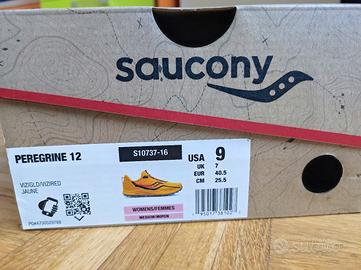 saucony
PEREGRINE 12
S10737-16
USA 9
UK 7
EUR 40.5
CM 25.5
VIZIGLD/VIZIRED
JAUNE
WOMENS/FEMMES
MEDIUM/MOYEN
subito